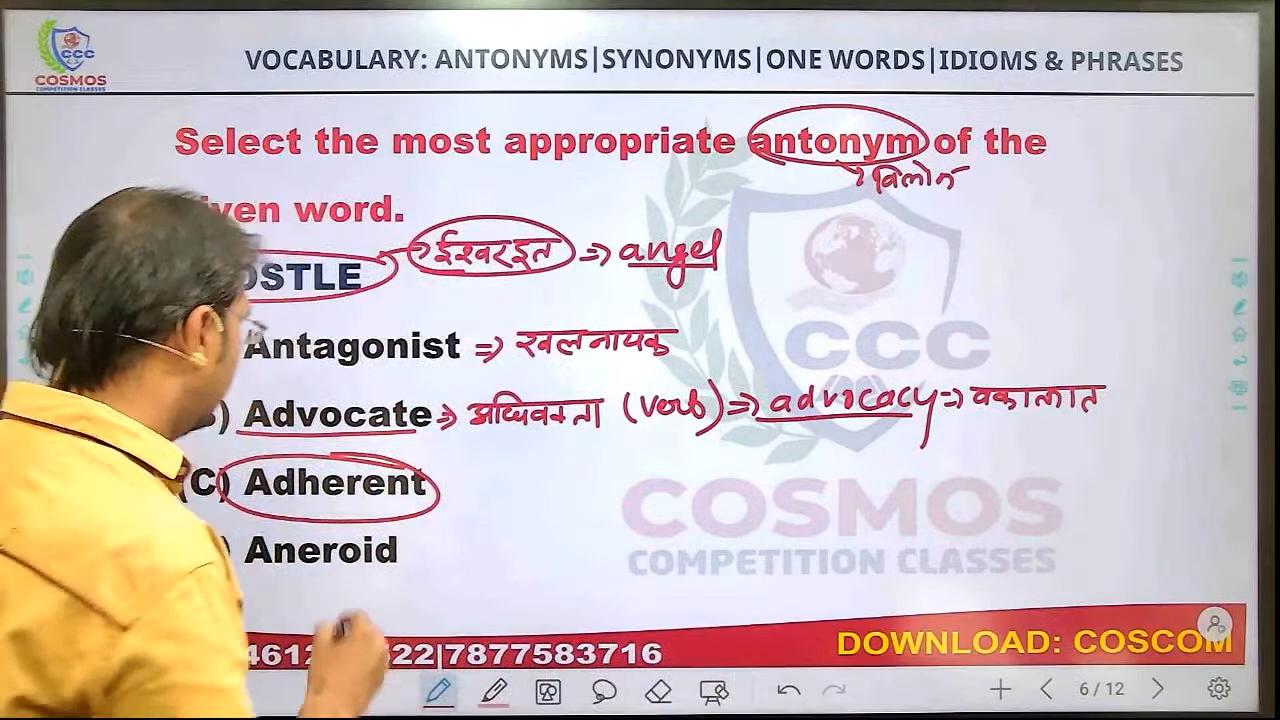 CCC
COSMOS
COMPETITION CLASSES
VOCABULARY: ANTONYMS|SYNONYMS|ONE WORDS|IDIOMS & PHRASES
Select the most appropriate antonym of the
विलोम
iven word.
OSTLE ईश्वरदूत => angel
Antagonist => खलनायक
) Advocate => अधिवक्ता (verb) => advocacy => वकालात
(C) Adherent
) Aneroid
CCC
COSMOS
COMPETITION CLASSES
22|7877583716
DOWNLOAD: COSCOM
6 / 12